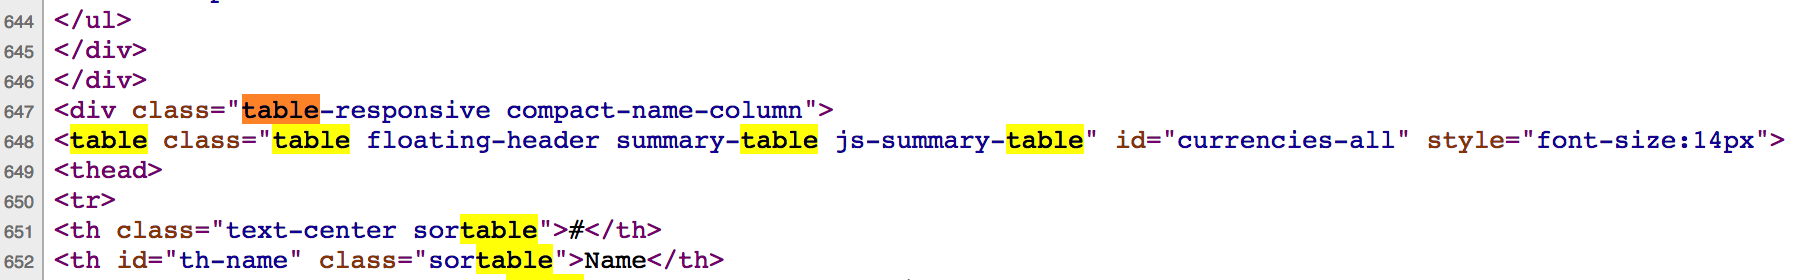 644 </ul>
645 </div>
646 </div>
647 <div class="table-responsive compact-name-column">
648 <table class="table floating-header summary-table js-summary-table" id="currencies-all" style="font-size:14px">
649 <thead>
650 <tr>
651 <th class="text-center sortable">#</th>
652 <th id="th-name" class="sortable">Name</th>